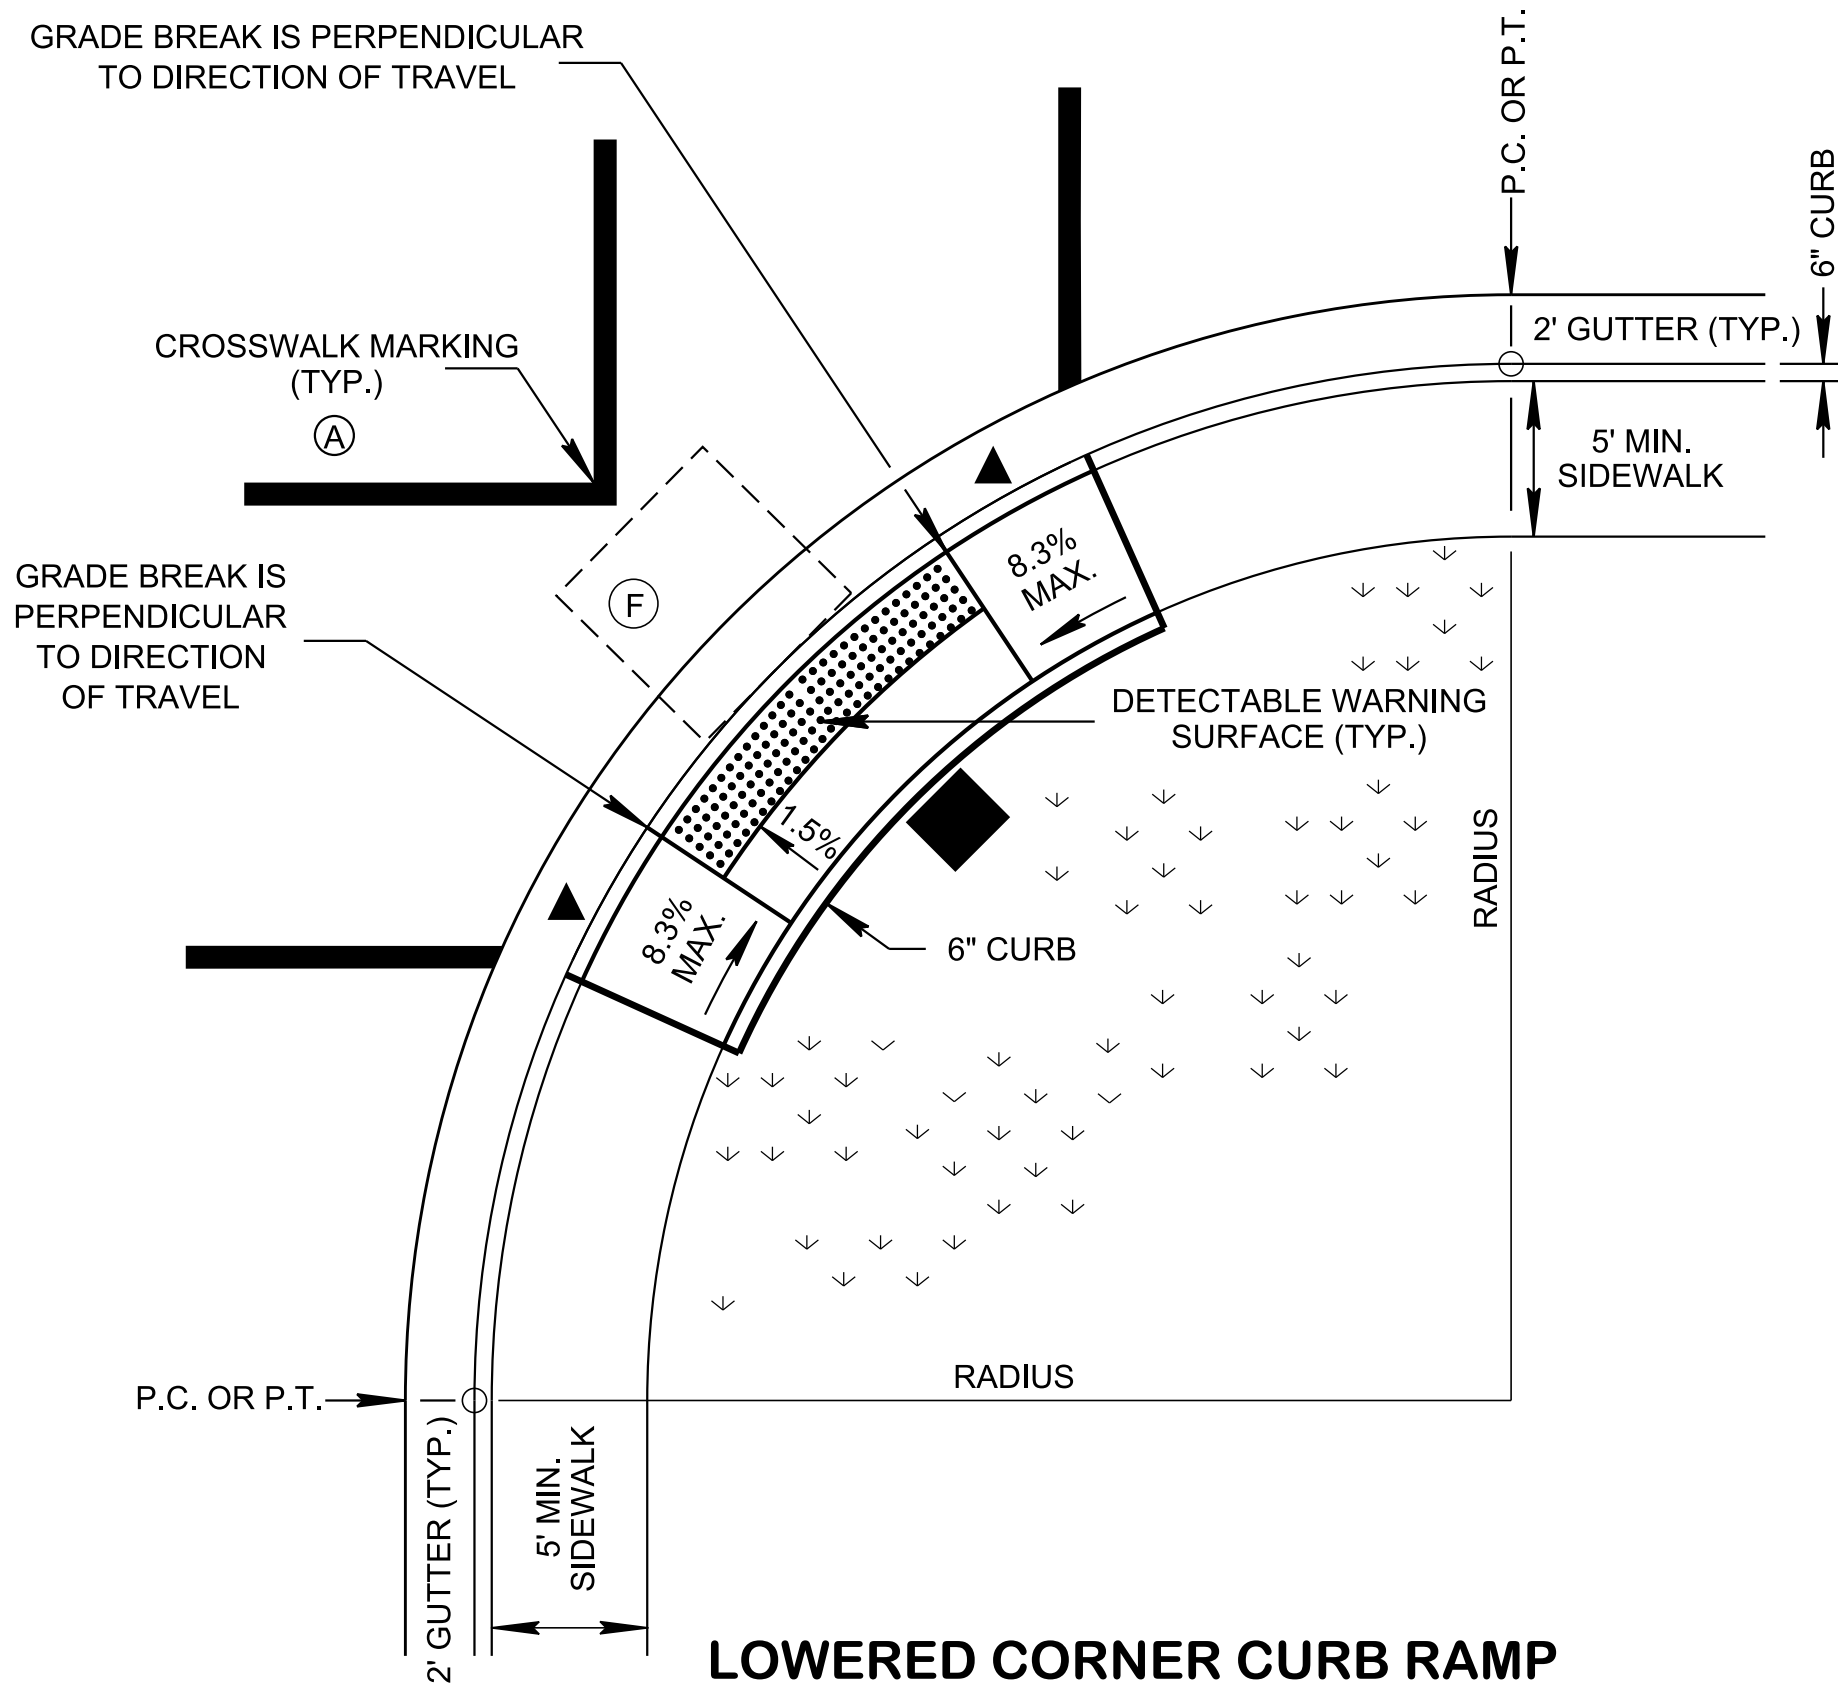 GRADE BREAK IS PERPENDICULAR
TO DIRECTION OF TRAVEL
P.C. OR P.T.
6" CURB
2' GUTTER (TYP.)
CROSSWALK MARKING
(TYP.)
A
5' MIN.
SIDEWALK
8.3%
MAX.
GRADE BREAK IS
PERPENDICULAR
TO DIRECTION
OF TRAVEL
F
DETECTABLE WARNING
SURFACE (TYP.)
1.5%
RADIUS
8.3%
MAX.
6" CURB
RADIUS
P.C. OR P.T.
2' GUTTER (TYP.)
5' MIN.
SIDEWALK
LOWERED CORNER CURB RAMP